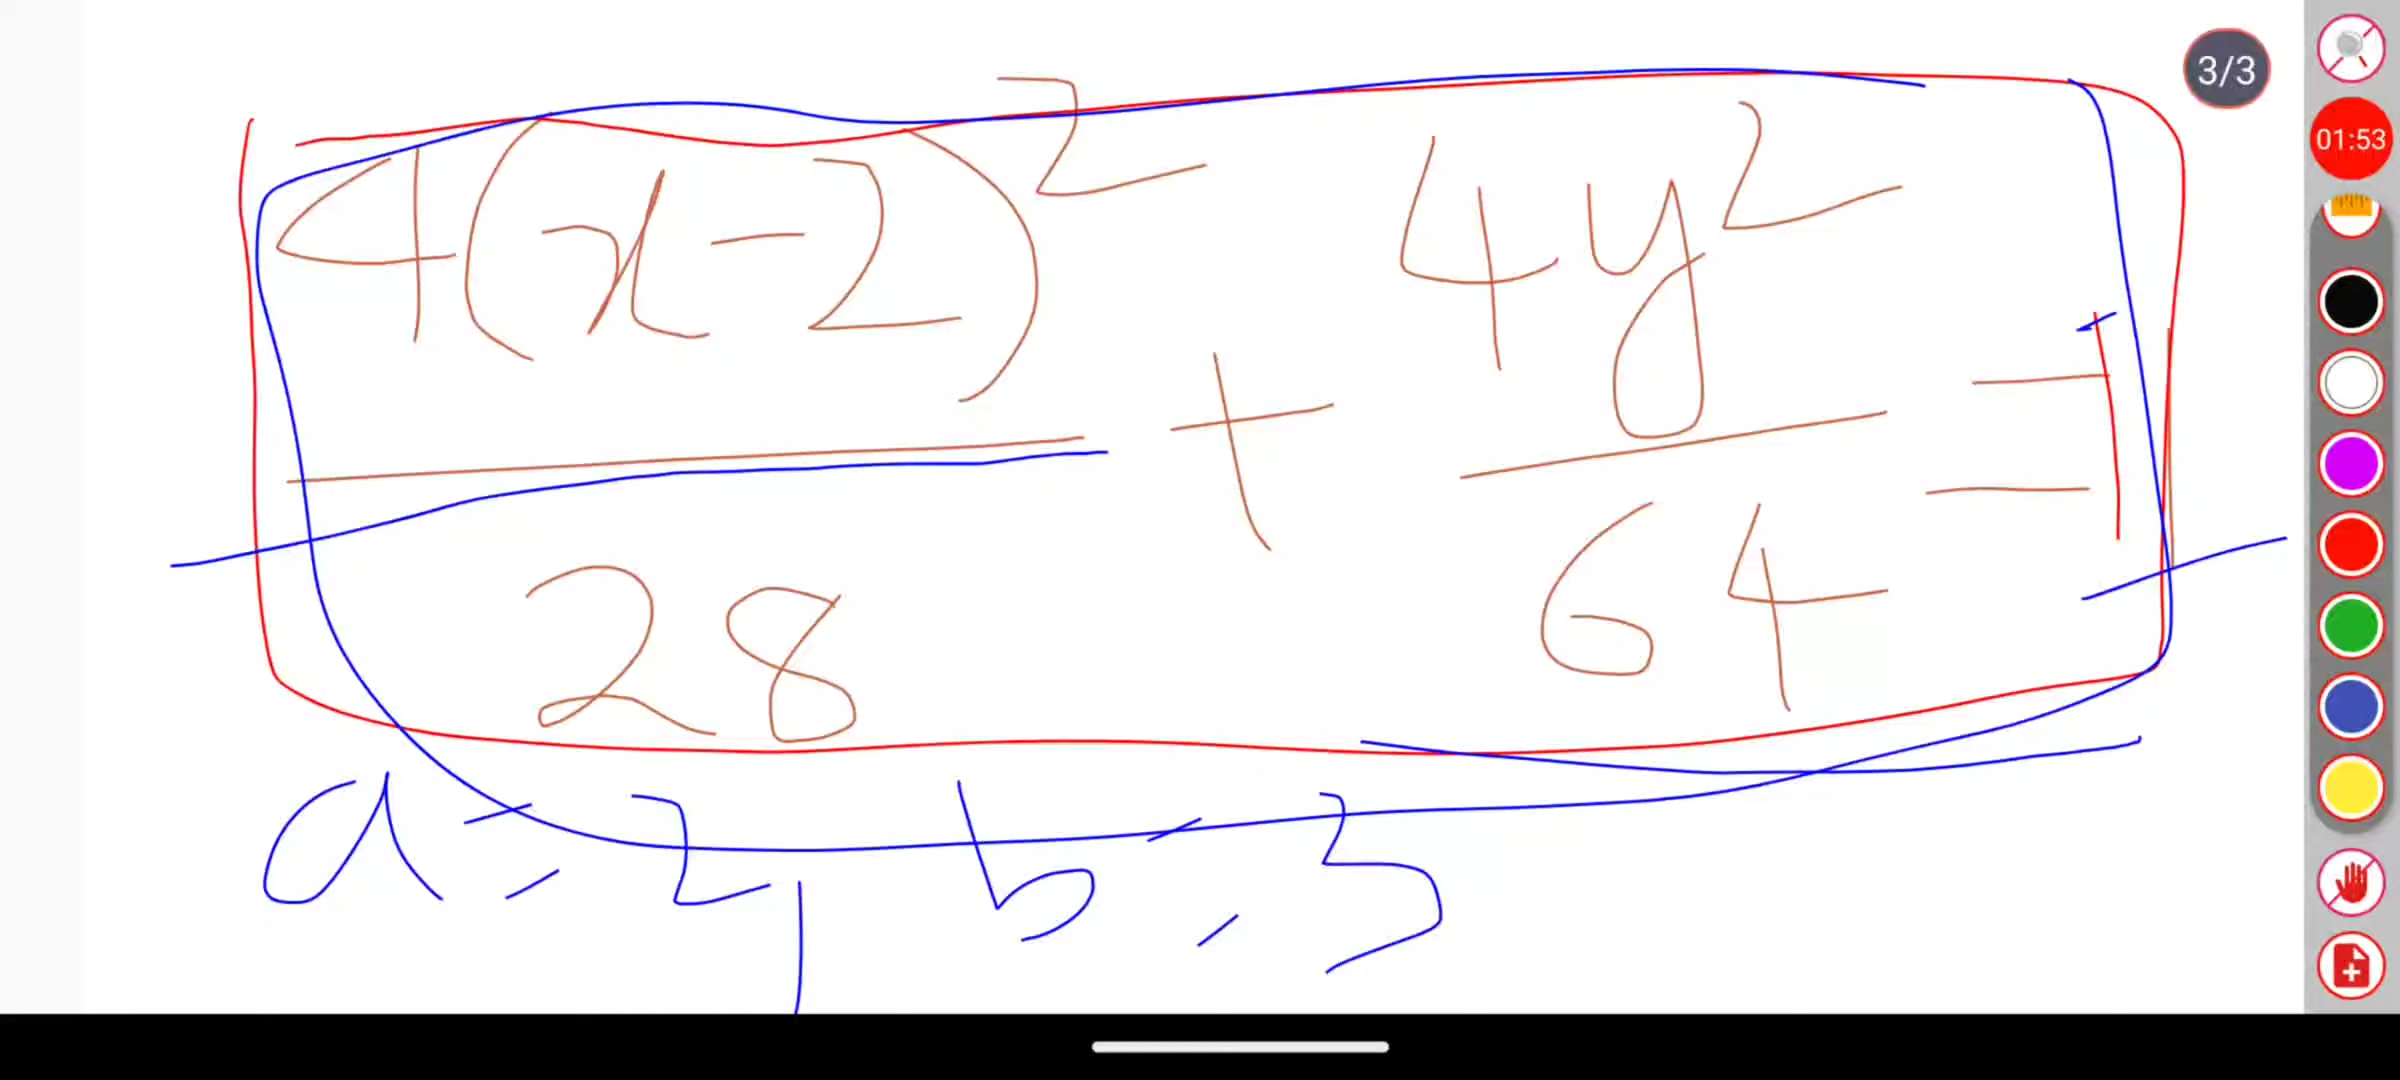 3/3
01:53
4(x-2)² + 4y² = 1
28 64
a = 2, b = 3